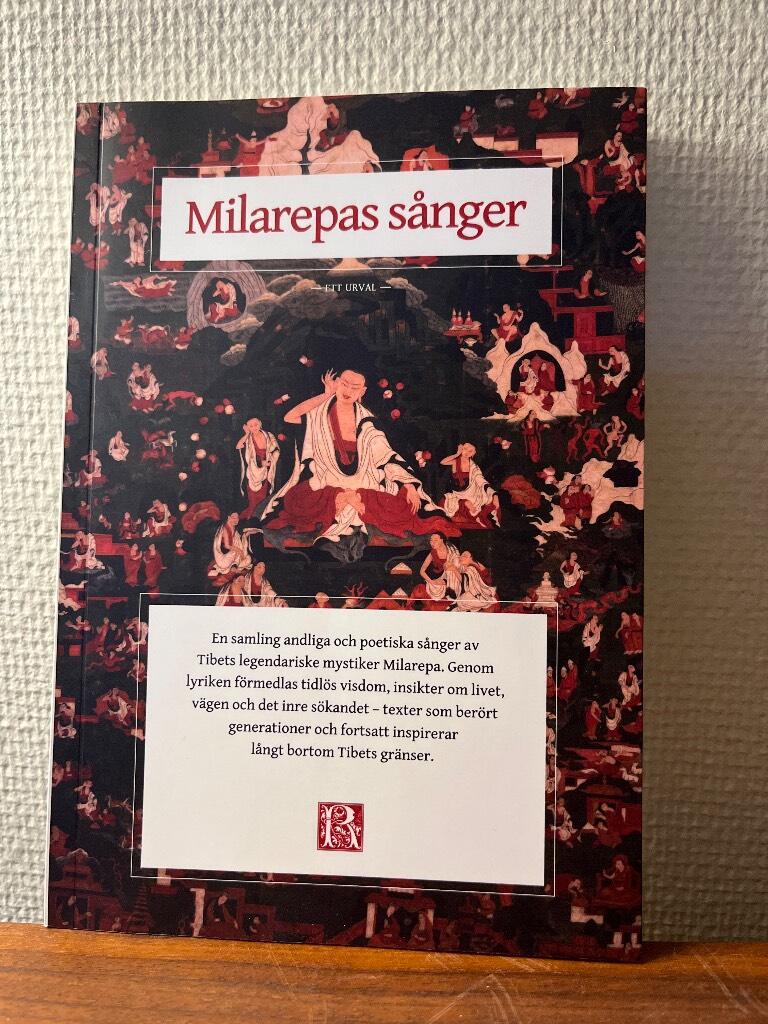 Milarepas sånger
— ETT URVAL —
En samling andliga och poetiska sånger av
Tibets legendariske mystiker Milarepa. Genom
lyriken förmedlas tidlös visdom, insikter om livet,
vägen och det inre sökandet – texter som berört
generationer och fortsatt inspirerar
långt bortom Tibets gränser.
R